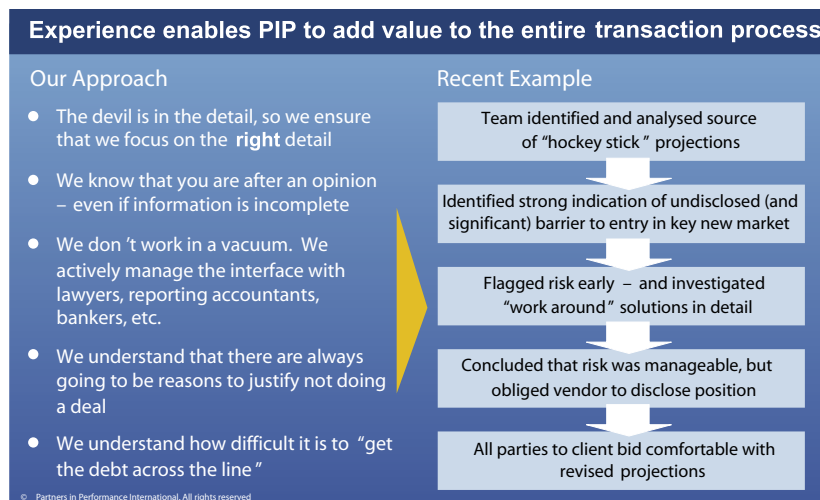 Experience enables PIP to add value to the entire transaction process
Our Approach
The devil is in the detail, so we ensure
that we focus on the right detail
We know that you are after an opinion
– even if information is incomplete
We don ’t work in a vacuum. We
actively manage the interface with
lawyers, reporting accountants,
bankers, etc.
We understand that there are always
going to be reasons to justify not doing
a deal
We understand how difficult it is to “get
the debt across the line ”
Recent Example
Team identified and analysed source
of “hockey stick ” projections
Identified strong indication of undisclosed (and
significant) barrier to entry in key new market
Flagged risk early – and investigated
“work around ” solutions in detail
Concluded that risk was manageable, but
obliged vendor to disclose position
All parties to client bid comfortable with
revised projections
© Partners in Performance International. All rights reserved